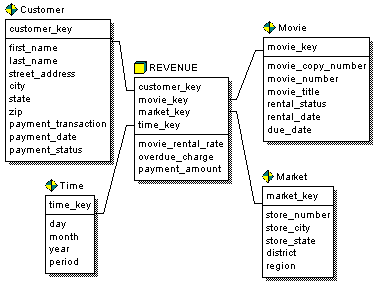 Customer
customer_key
first_name
last_name
street_address
city
state
zip
payment_transaction
payment_date
payment_status
REVENUE
customer_key
movie_key
market_key
time_key
movie_rental_rate
overdue_charge
payment_amount
Movie
movie_key
movie_copy_number
movie_number
movie_title
rental_status
rental_date
due_date
Time
time_key
day
month
year
period
Market
market_key
store_number
store_city
store_state
district
region